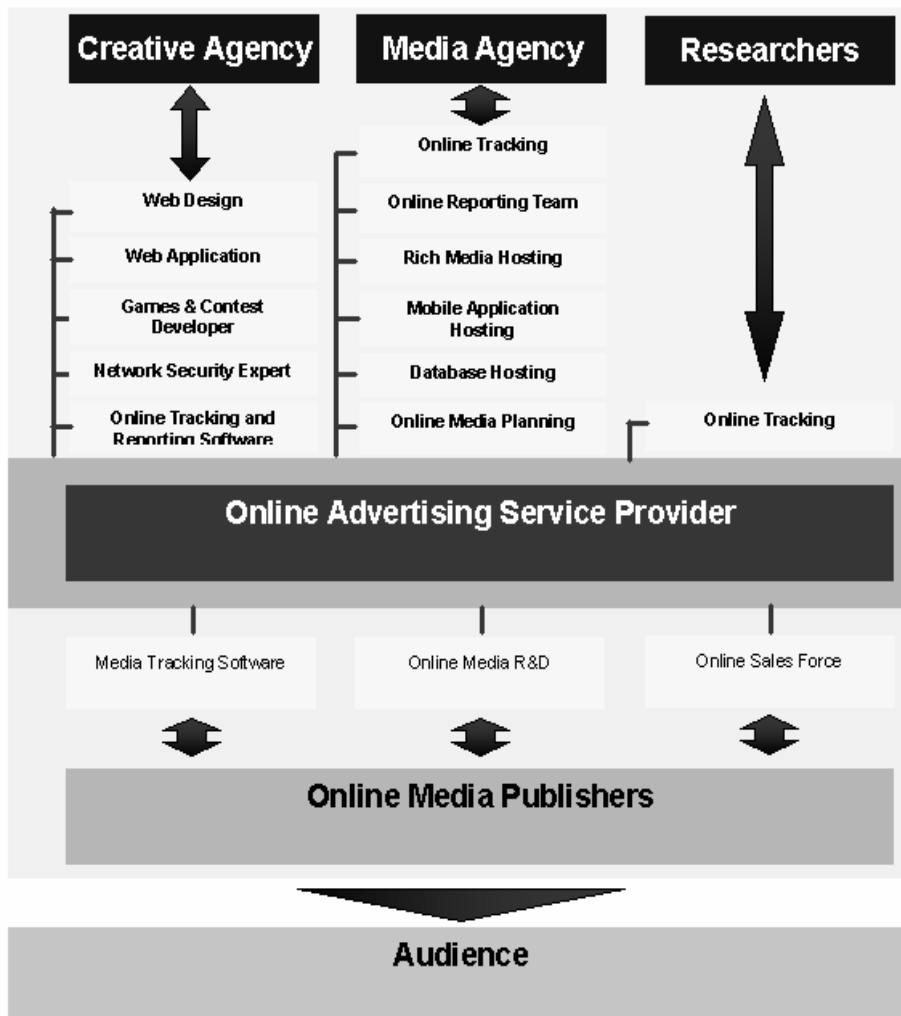 Creative Agency
Media Agency
Researchers
Web Design
Web Application
Games & Contest
Developer
Network Security Expert
Online Tracking and
Reporting Software
Online Tracking
Online Reporting Team
Rich Media Hosting
Mobile Application
Hosting
Database Hosting
Online Media Planning
Online Tracking
Online Advertising Service Provider
Media Tracking Software
Online Media R&D
Online Sales Force
Online Media Publishers
Audience